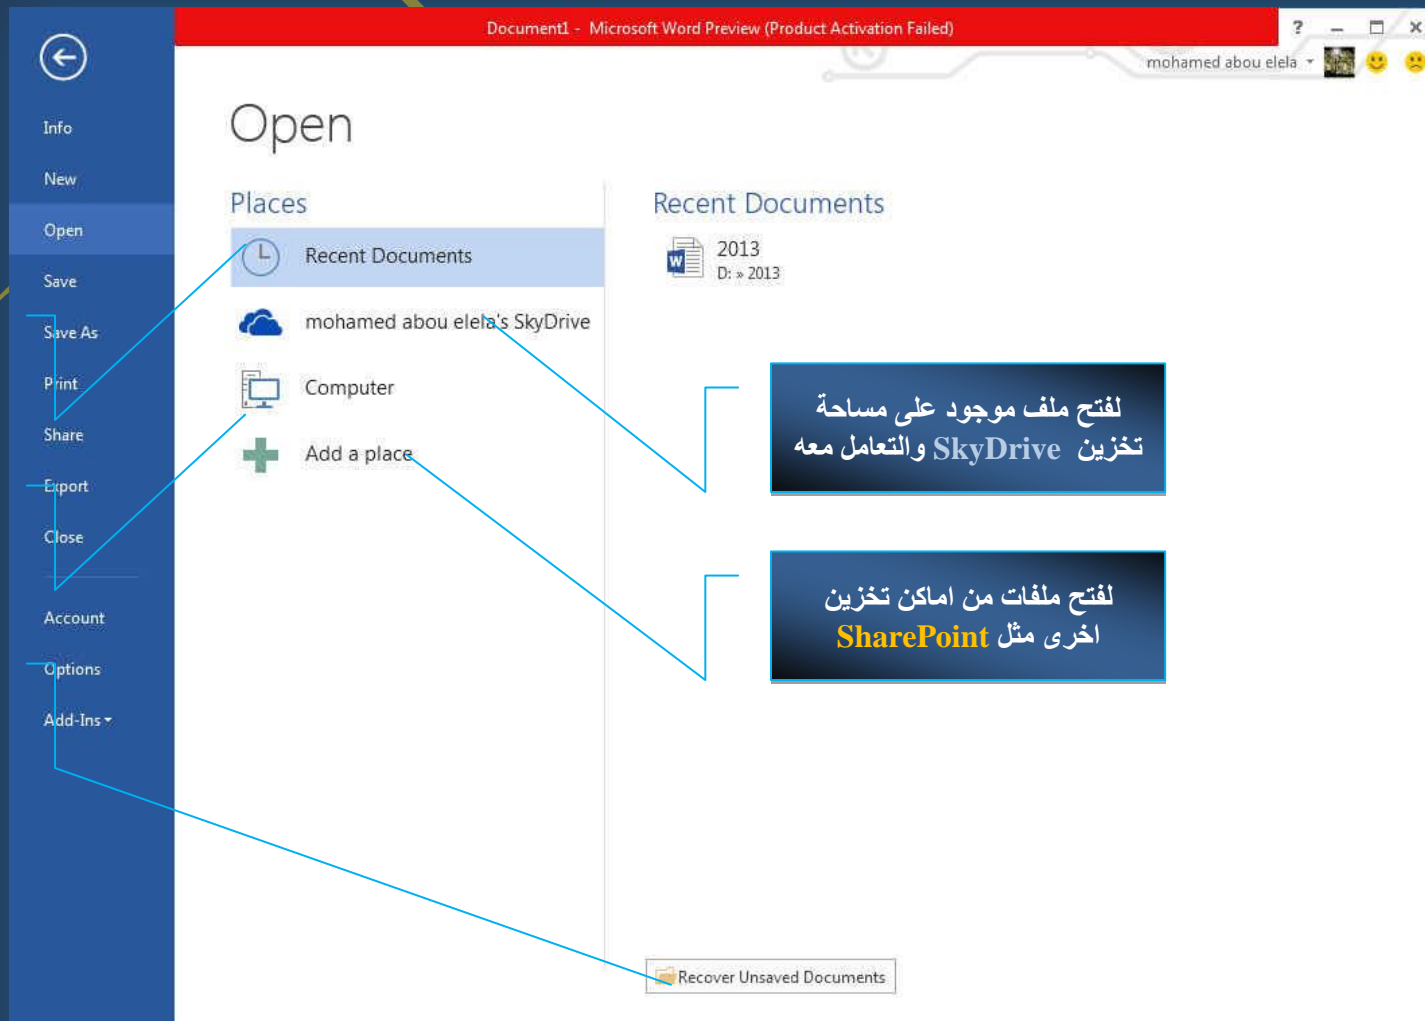 Document1 - Microsoft Word Preview (Product Activation Failed)
?
mohamed abou elela
Info
New
Open
Save
Save As
Print
Share
Export
Close
Account
Options
Add-Ins
Open
Places
Recent Documents
mohamed abou elela's SkyDrive
Computer
Add a place
Recent Documents
2013
D: » 2013
لفتح ملف موجود على مساحة
تخزين SkyDrive والتعامل معه
لفتح ملفات من اماكن تخزين
اخرى مثل SharePoint
Recover Unsaved Documents